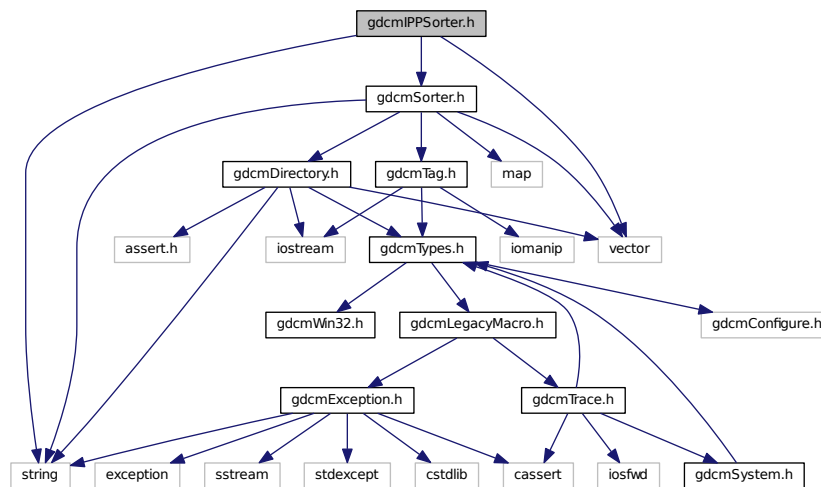 gdcmIPPSorter.h
gdcmSorter.h
gdcmDirectory.h
gdcmTag.h
map
assert.h
iostream
gdcmTypes.h
iomanip
vector
gdcmWin32.h
gdcmLegacyMacro.h
gdcmConfigure.h
gdcmException.h
gdcmTrace.h
string
exception
sstream
stdexcept
cstdlib
cassert
iosfwd
gdcmSystem.h